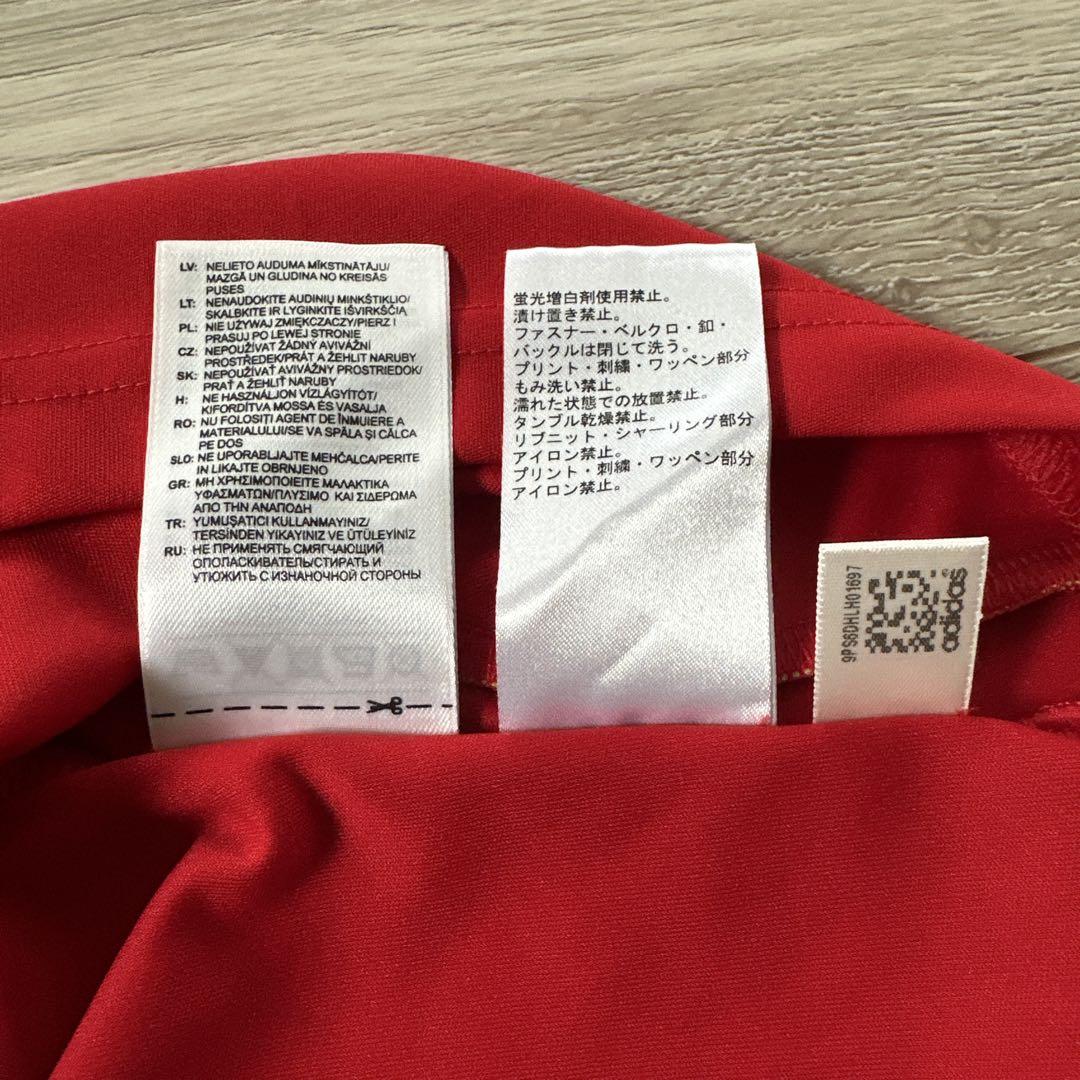 LV: NELIETO AUDUMA MĪKSTINĀTĀJU/
MAZGĀ UN GLUDINA NO KREISĀS
PUSES
LT: NENAUDOKITE AUDINIŲ MINKŠTIKLIO/
SKALBKITE IR LYGINKITE IŠVIRKŠČIĄ
PL: NIE UŻYWAJ ZMIĘKCZACZY/PIERZ I
PRASUJ PO LEWEJ STRONIE
CZ: NEPOUŽÍVAT ŽÁDNÝ AVIVÁŽNÍ
PROSTŘEDEK/PRÁT A ŽEHLIT NARUBY
SK: NEPOUŽÍVAT AVIVÁŽNY PROSTRIEDOK/
PRAŤ A ŽEHLIŤ NARUBY
H: NE HASZNÁLJON VÍZLÁGYÍTÓT/
KIFORDÍTVA MOSSA ÉS VASALJA
RO: NU FOLOSIȚI AGENT DE ÎNMUIERE A
MATERIALULUI/SE VA SPĂLA ȘI CĂLCA
PE DOS
SLO: NE UPORABLJAJTE MEHČALCA/PERITE
IN LIKAJTE OBRNJENO
GR: ΜΗ ΧΡΗΣΙΜΟΠΟΙΕΙΤΕ ΜΑΛΑΚΤΙΚΑ
ΥΦΑΣΜΑΤΩΝ/ΠΛΥΣΙΜΟ ΚΑΙ ΣΙΔΕΡΩΜΑ
ΑΠΟ ΤΗΝ ΑΝΑΠΟΔΗ
TR: YUMUŞATICI KULLANMAYINIZ/
TERSİNDEN YIKAYINIZ VE ÜTÜLEYİNİZ
RU: НЕ ПРИМЕНЯТЬ СМЯГЧАЮЩИЙ
ОПОЛАСКИВАТЕЛЬ/СТИРАТЬ И
УТЮЖИТЬ С ИЗНАНОЧНОЙ СТОРОНЫ
蛍光増白剤使用禁止。
漬け置き禁止。
ファスナー・ベルクロ・釦・
バックルは閉じて洗う。
プリント・刺繍・ワッペン部分
もみ洗い禁止。
濡れた状態での放置禁止。
タンブル乾燥禁止。
リブニット・シャーリング部分
アイロン禁止。
プリント・刺繍・ワッペン部分
アイロン禁止。
9PS6DHLH01697
adidas